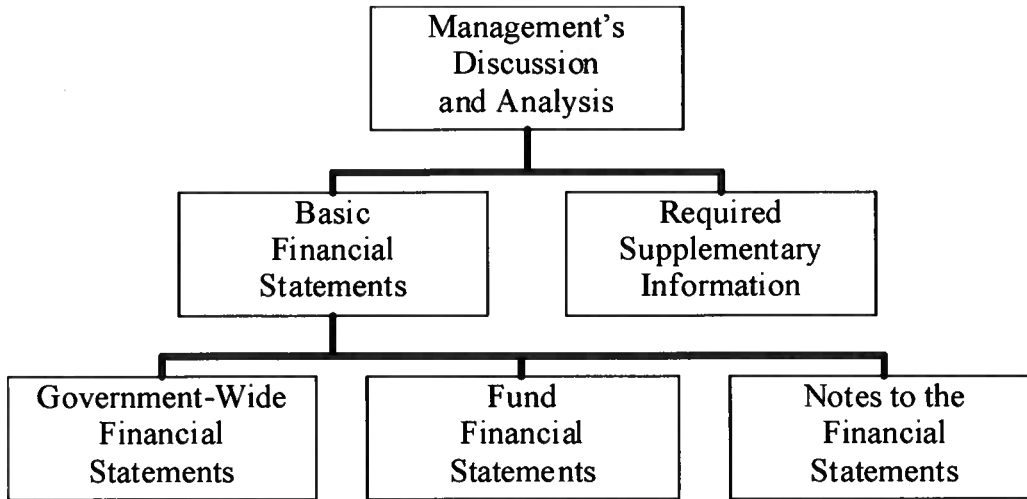 Management's
Discussion
and Analysis
Basic
Financial
Statements
Required
Supplementary
Information
Government-Wide
Financial
Statements
Fund
Financial
Statements
Notes to the
Financial
Statements